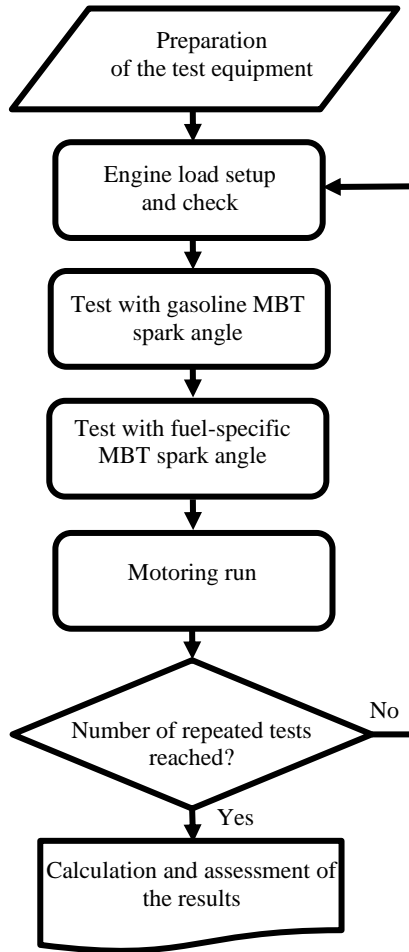 Preparation
of the test equipment
Engine load setup
and check
Test with gasoline MBT
spark angle
Test with fuel-specific
MBT spark angle
Motoring run
Number of repeated tests
reached?
No
Yes
Calculation and assessment of
the results